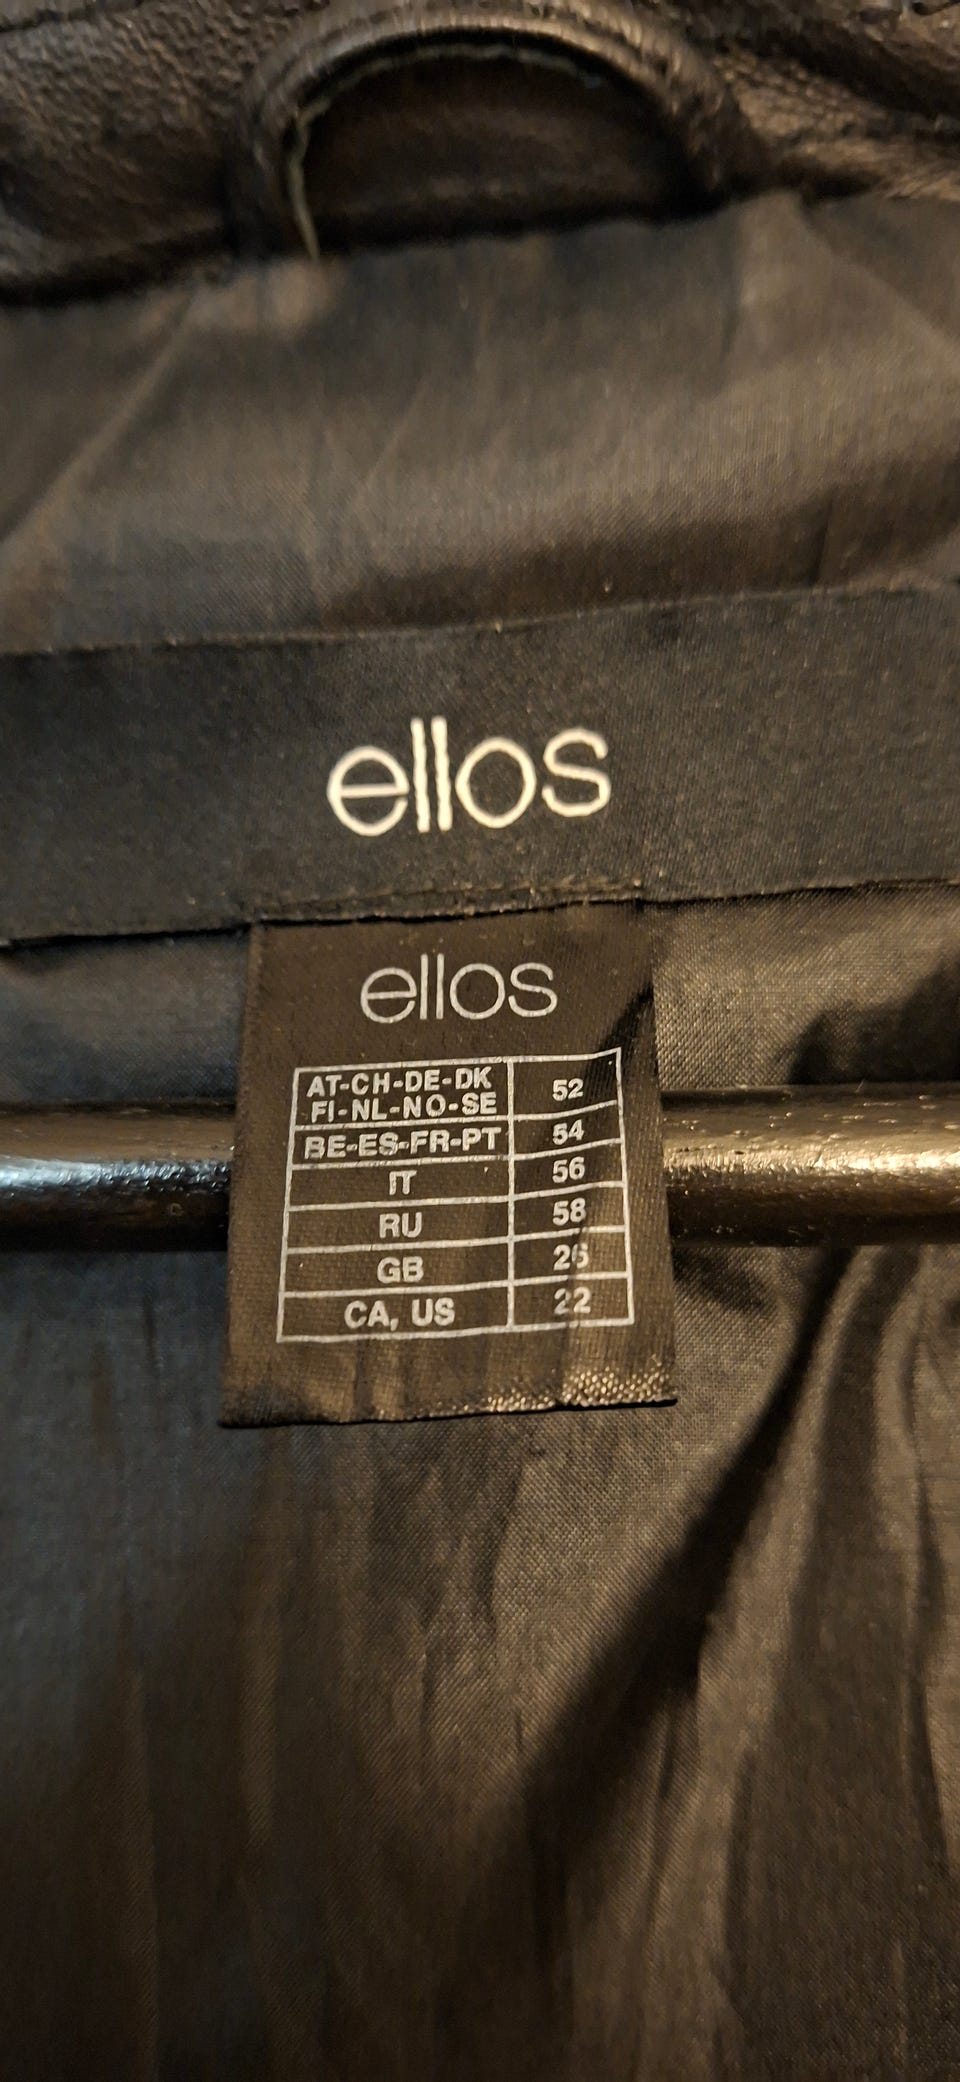 ellos
ellos
AT-CH-DE-DK
FI-NL-NO-SE 52
BE-ES-FR-PT 54
IT 56
RU 58
GB 26
CA, US 22